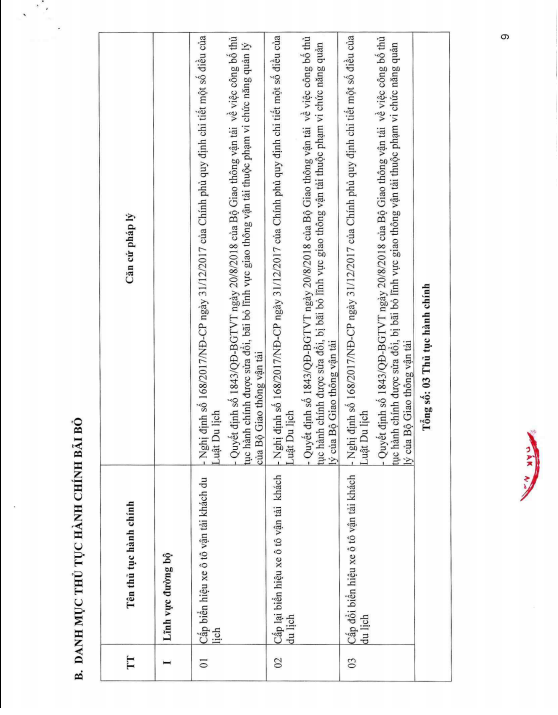 B. DANH MỤC THỦ TỤC HÀNH CHÍNH BÃI BỎ
TT
Tên thủ tục hành chính
Căn cứ pháp lý
I
Lĩnh vực đường bộ
01
Cấp biển hiệu xe ô tô vận tải khách du
lịch
- Nghị định số 168/2017/NĐ-CP ngày 31/12/2017 của Chính phủ quy định chi tiết một số điều của
Luật Du lịch
- Quyết định số 1843/QĐ-BGTVT ngày 20/8/2018 của Bộ Giao thông vận tải về việc công bố thủ
tục hành chính được sửa đổi, bãi bỏ lĩnh vực giao thông vận tải thuộc phạm vi chức năng quản lý
của Bộ Giao thông vận tải
02
Cấp lại biển hiệu xe ô tô vận tải khách
du lịch
- Nghị định số 168/2017/NĐ-CP ngày 31/12/2017 của Chính phủ quy định chi tiết một số điều của
Luật Du lịch
- Quyết định số 1843/QĐ-BGTVT ngày 20/8/2018 của Bộ Giao thông vận tải về việc công bố thủ
tục hành chính được sửa đổi, bị bãi bỏ lĩnh vực giao thông vận tải thuộc phạm vi chức năng quản
lý của Bộ Giao thông vận tải
03
Cấp đổi biển hiệu xe ô tô vận tải khách
du lịch
- Nghị định số 168/2017/NĐ-CP ngày 31/12/2017 của Chính phủ quy định chi tiết một số điều của
Luật Du lịch
- Quyết định số 1843/QĐ-BGTVT ngày 20/8/2018 của Bộ Giao thông vận tải về việc công bố thủ
tục hành chính được sửa đổi, bị bãi bỏ lĩnh vực giao thông vận tải thuộc phạm vi chức năng quản
lý của Bộ Giao thông vận tải
Tổng số: 03 Thủ tục hành chính
9